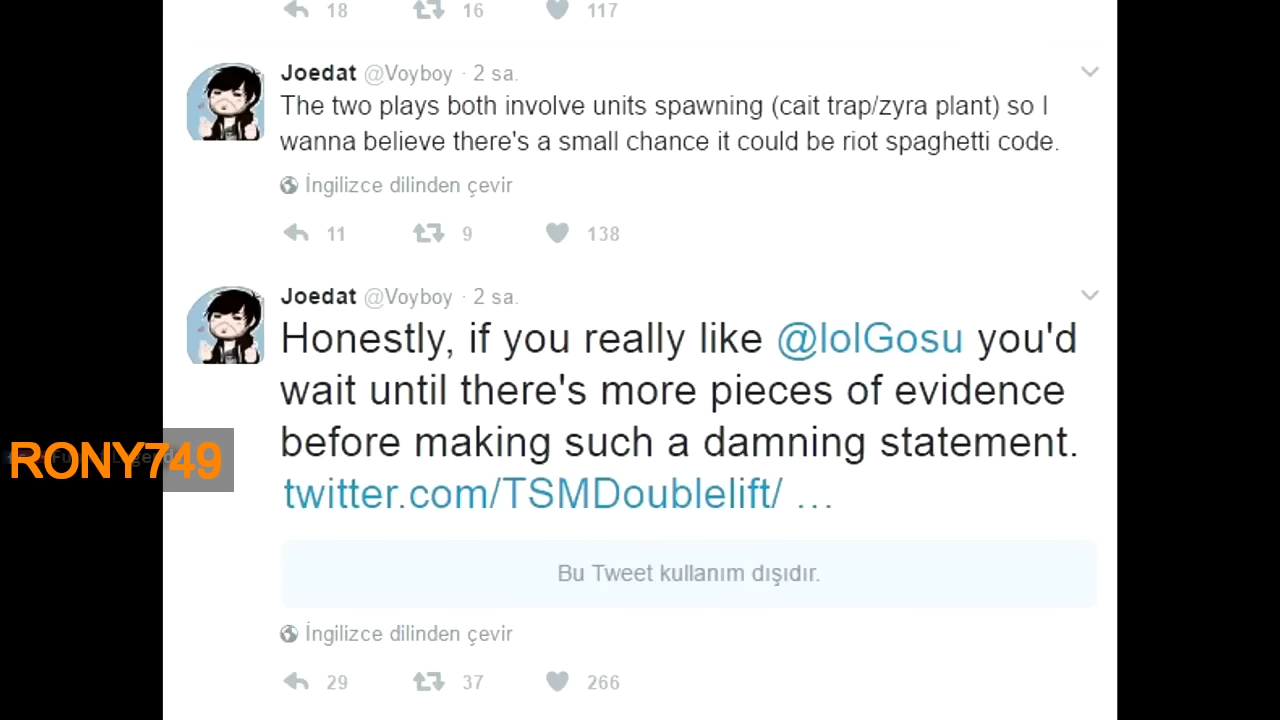 18 16 117
Joedat @Voyboy · 2 sa.
The two plays both involve units spawning (cait trap/zyra plant) so I
wanna believe there's a small chance it could be riot spaghetti code.
İngilizce dilinden çevir
11 9 138
Joedat @Voyboy · 2 sa.
Honestly, if you really like @lolGosu you'd
wait until there's more pieces of evidence
before making such a damning statement.
twitter.com/TSMDoublelift/ …
RONY749
Bu Tweet kullanım dışıdır.
İngilizce dilinden çevir
29 37 266